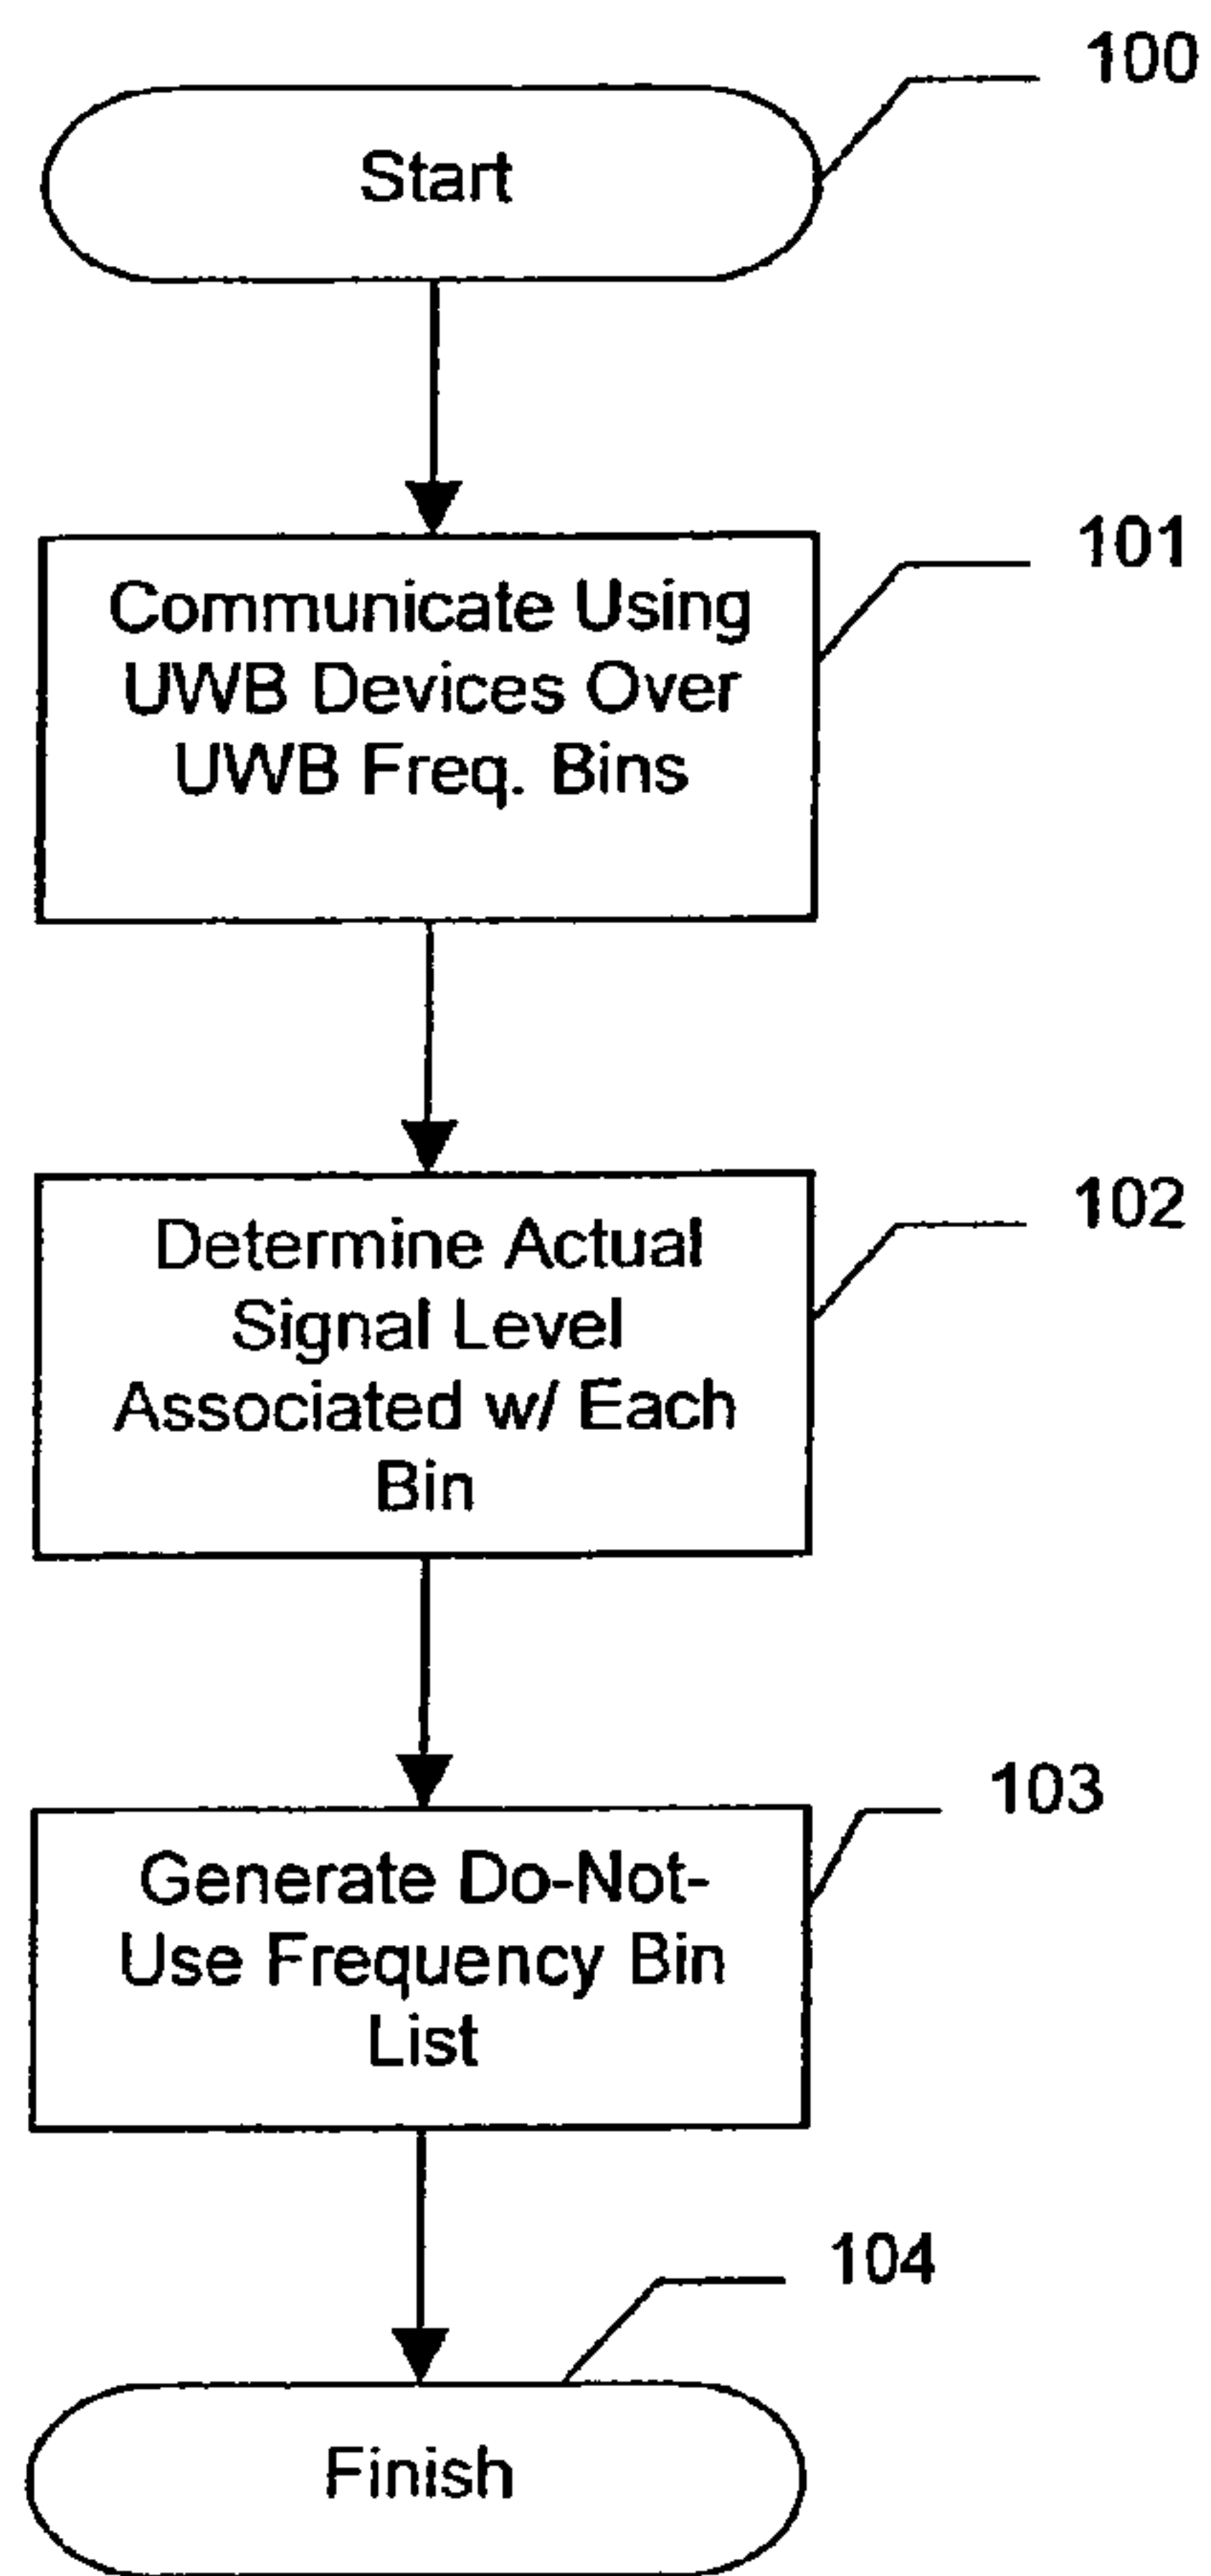 100
Start
101
Communicate Using
UWB Devices Over
UWB Freq. Bins
102
Determine Actual
Signal Level
Associated w/ Each
Bin
103
Generate Do-Not-
Use Frequency Bin
List
104
Finish